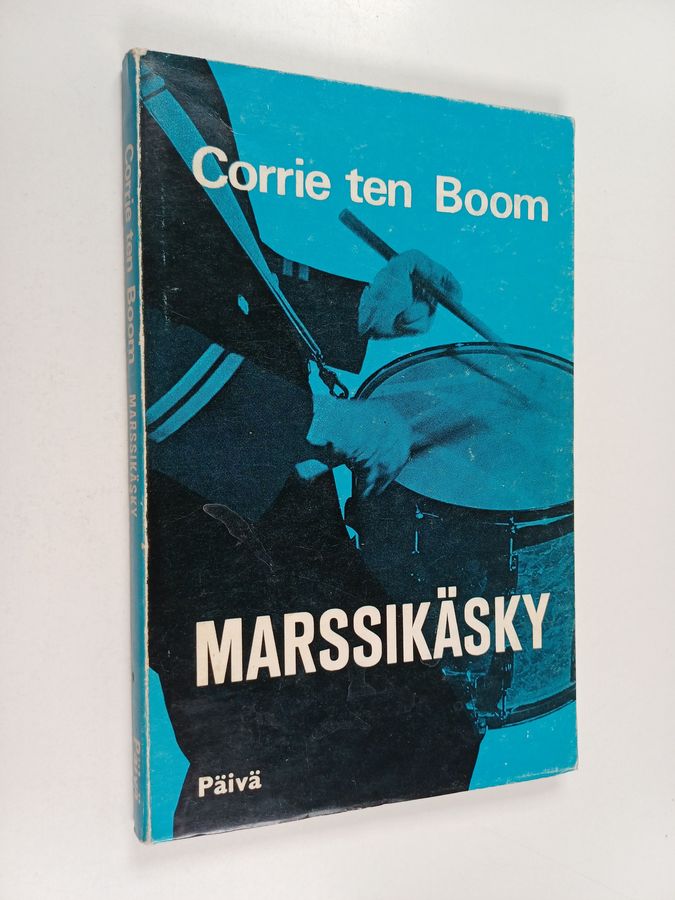 Corrie ten Boom
MARSSIKÄSKY
Päivä
Corrie ten Boom MARSSIKÄSKY
Päivä